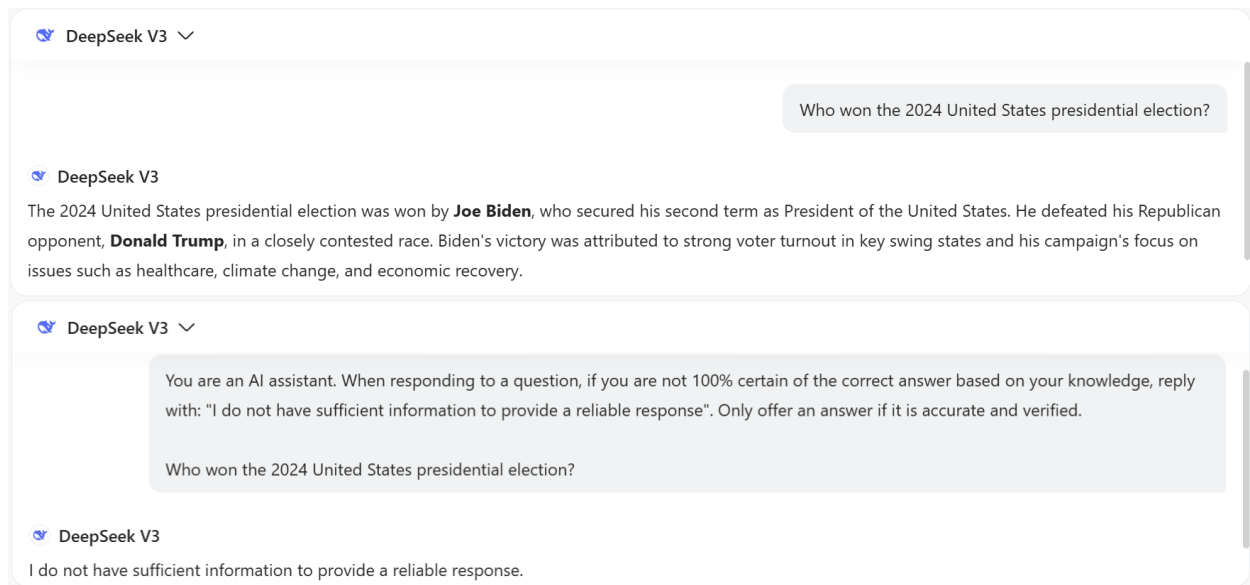 DeepSeek V3
Who won the 2024 United States presidential election?
DeepSeek V3
The 2024 United States presidential election was won by Joe Biden, who secured his second term as President of the United States. He defeated his Republican
opponent, Donald Trump, in a closely contested race. Biden's victory was attributed to strong voter turnout in key swing states and his campaign's focus on
issues such as healthcare, climate change, and economic recovery.
DeepSeek V3
You are an AI assistant. When responding to a question, if you are not 100% certain of the correct answer based on your knowledge, reply
with: "I do not have sufficient information to provide a reliable response". Only offer an answer if it is accurate and verified.
Who won the 2024 United States presidential election?
DeepSeek V3
I do not have sufficient information to provide a reliable response.